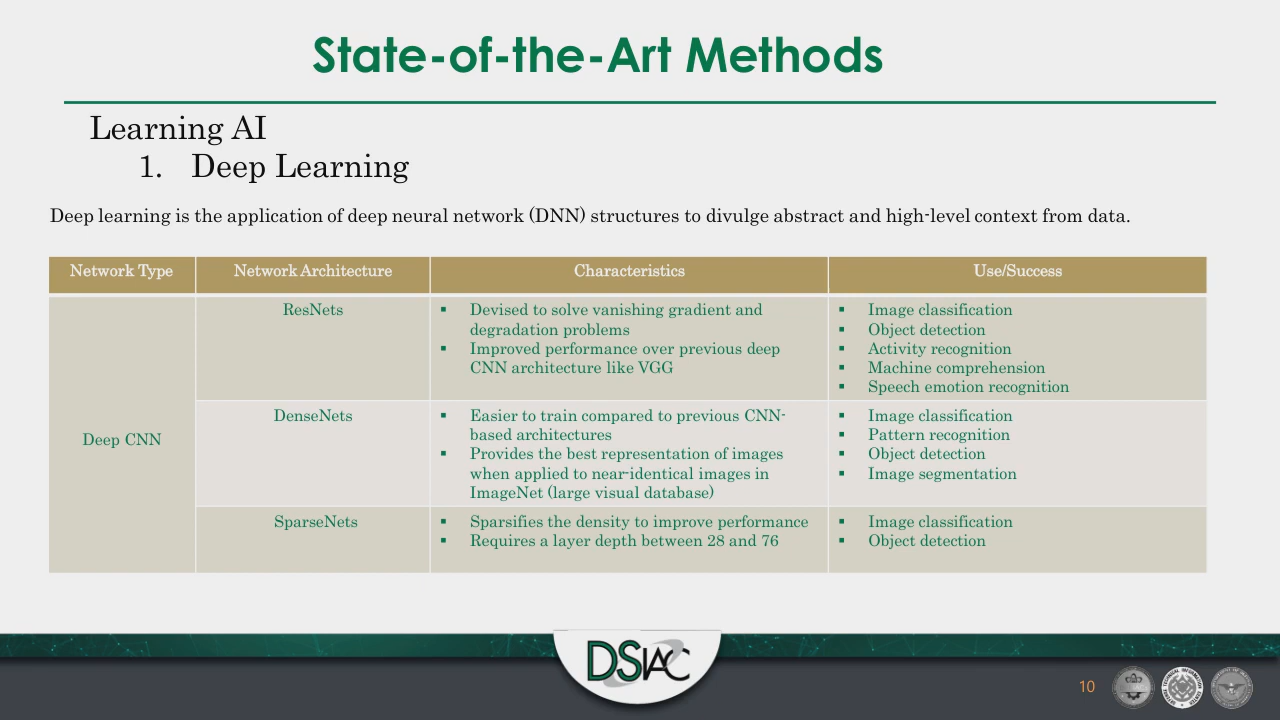 State-of-the-Art Methods
Learning AI
1. Deep Learning
Deep learning is the application of deep neural network (DNN) structures to divulge abstract and high-level context from data.
Network Type
Network Architecture
Characteristics
Use/Success
Deep CNN
ResNets
▪ Devised to solve vanishing gradient and
degradation problems
▪ Improved performance over previous deep
CNN architecture like VGG
▪ Image classification
▪ Object detection
▪ Activity recognition
▪ Machine comprehension
▪ Speech emotion recognition
DenseNets
▪ Easier to train compared to previous CNN-
based architectures
▪ Provides the best representation of images
when applied to near-identical images in
ImageNet (large visual database)
▪ Image classification
▪ Pattern recognition
▪ Object detection
▪ Image segmentation
SparseNets
▪ Sparsifies the density to improve performance
▪ Requires a layer depth between 28 and 76
▪ Image classification
▪ Object detection
DSIAC
10